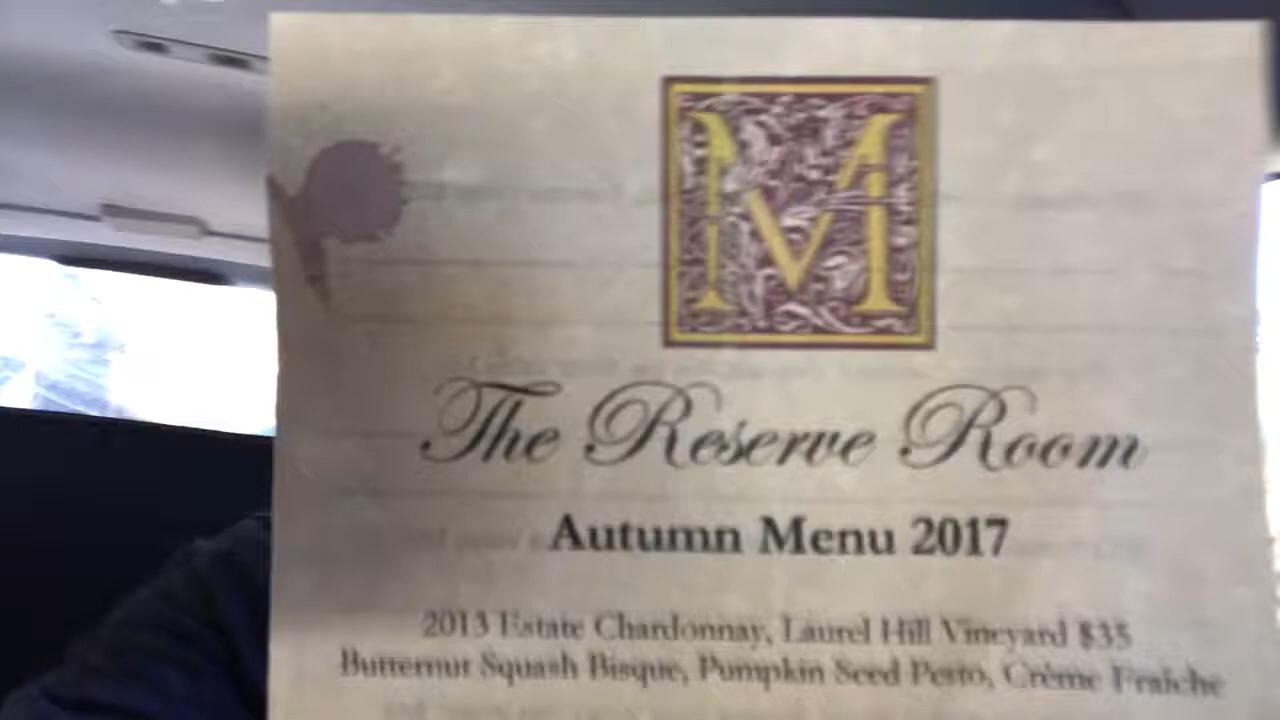 M
The Reserve Room
Autumn Menu 2017
2013 Estate Chardonnay, Laurel Hill Vineyard $35
Butternut Squash Bisque, Pumpkin Seed Pesto, Crème Fraîche